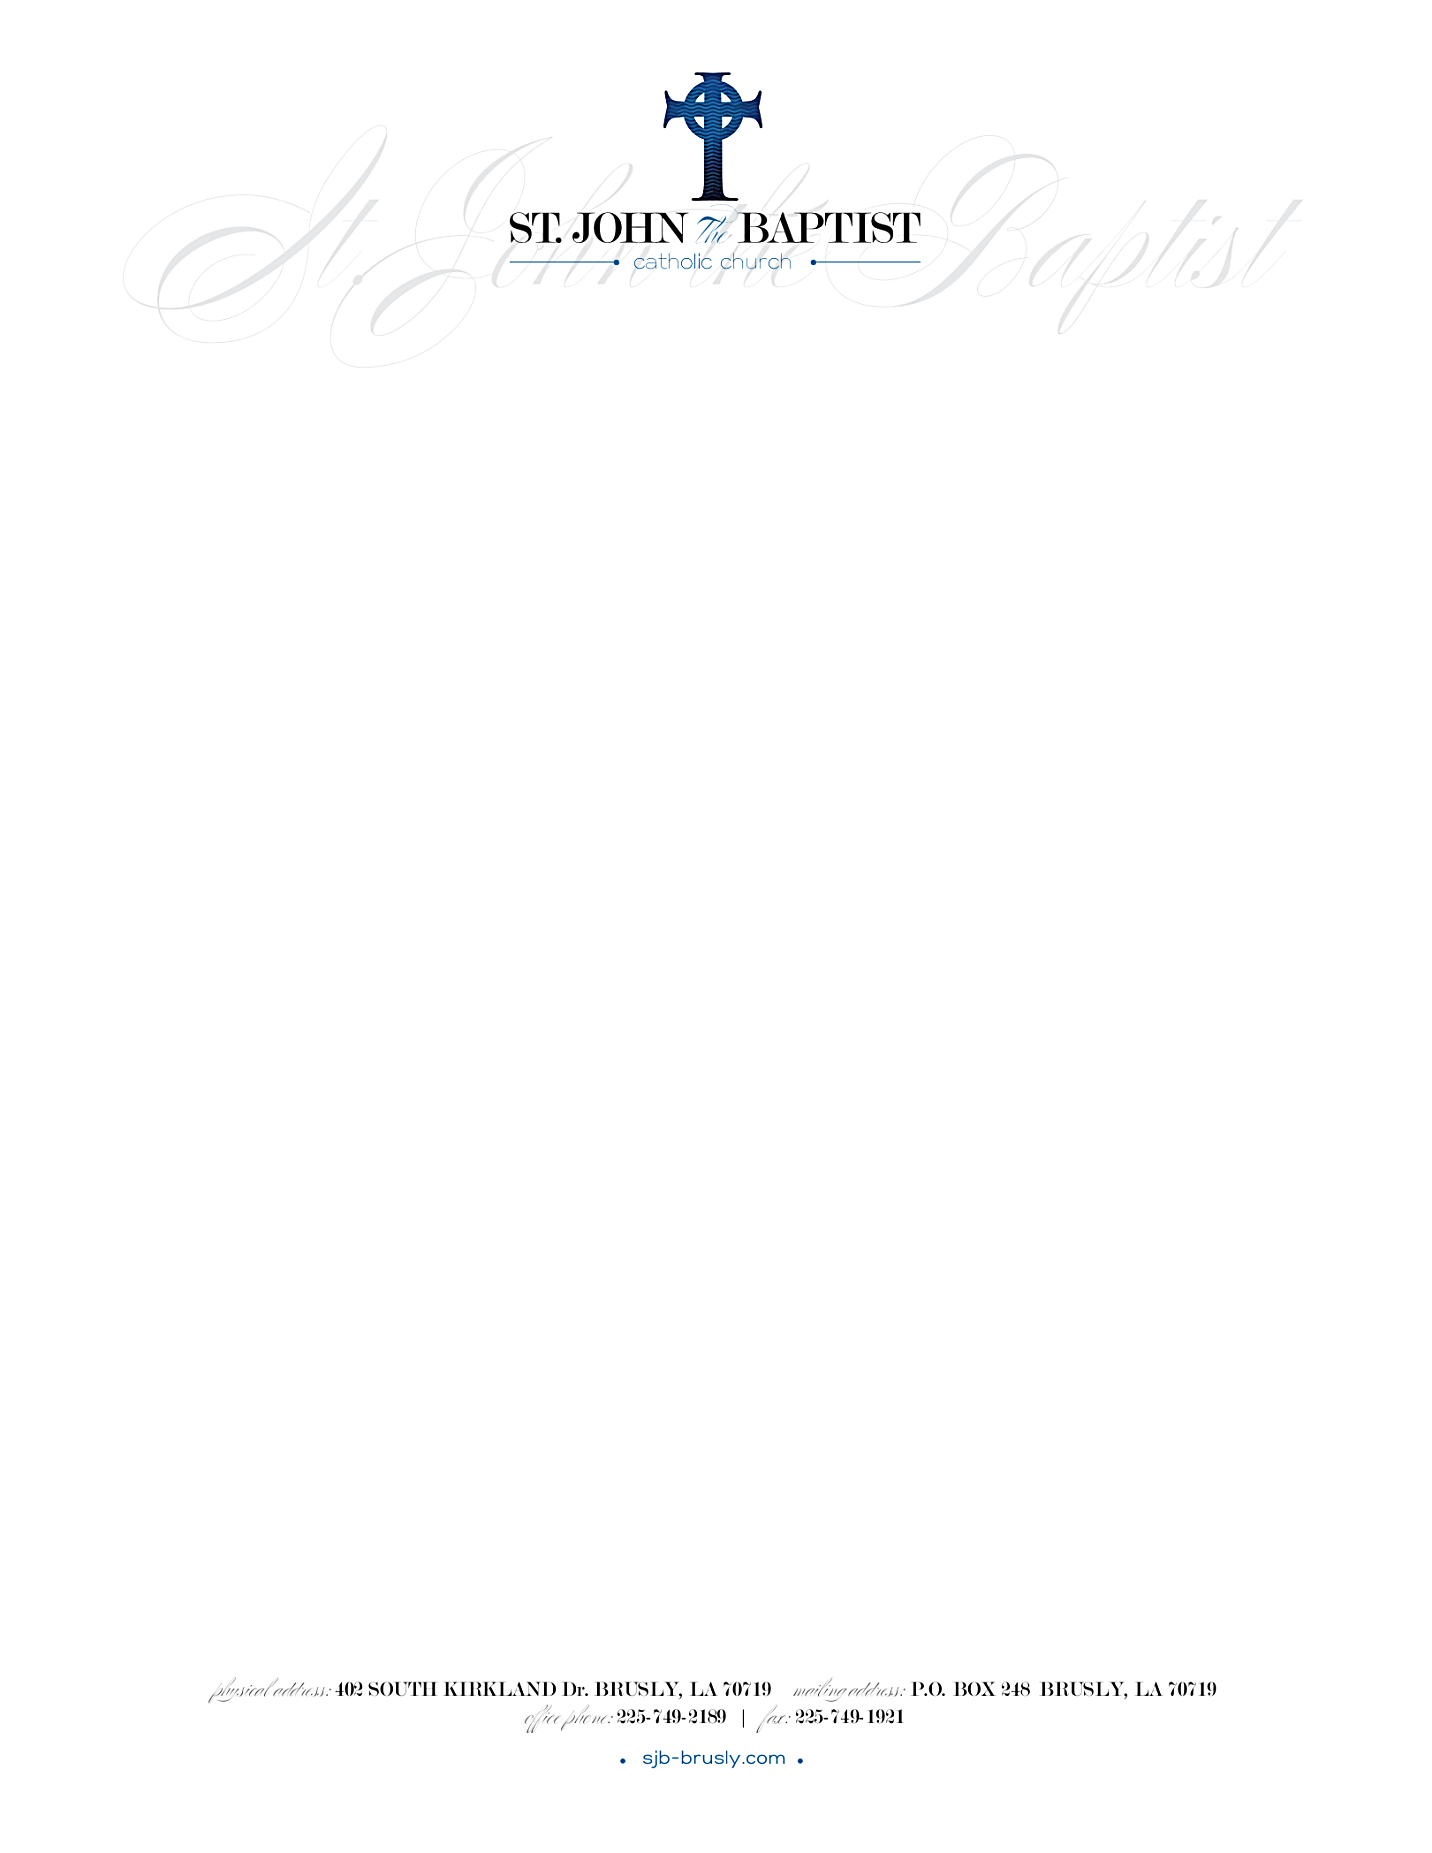 St. John the Baptist
ST. JOHN The BAPTIST
catholic church
physical address: 402 SOUTH KIRKLAND Dr. BRUSLY, LA 70719 mailing address: P.O. BOX 248 BRUSLY, LA 70719
office phone: 225-749-2189 | fax: 225-749-1921
• sjb-brusly.com •